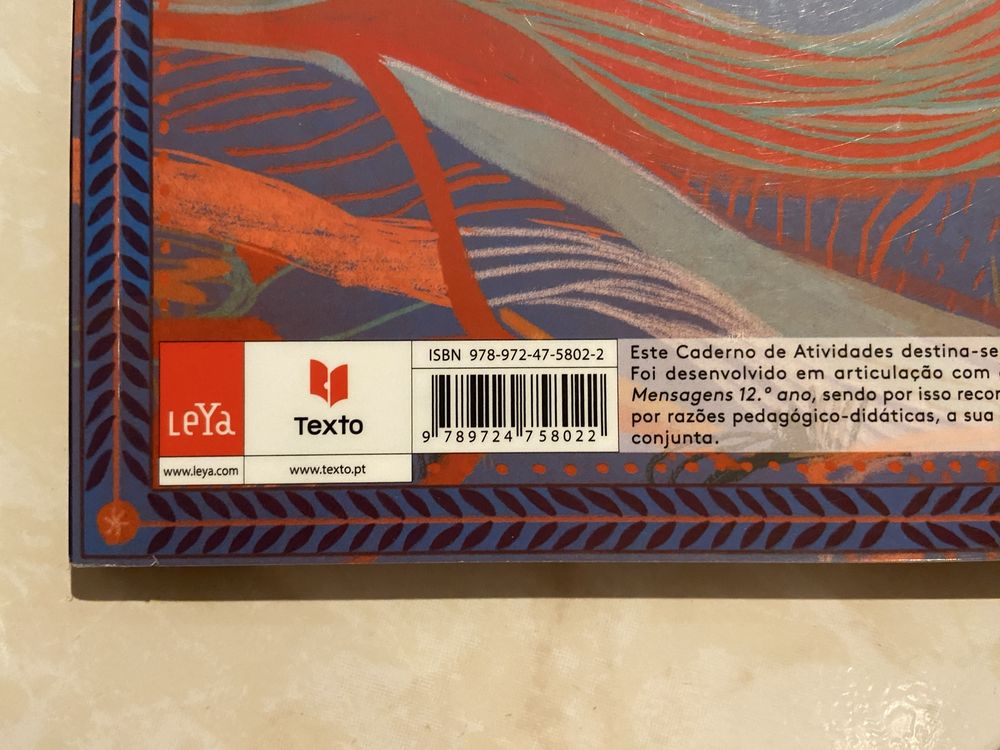 LeYa
www.leya.com
Texto
www.texto.pt
ISBN 978-972-47-5802-2
9 789724 758022
Este Caderno de Atividades destina-se
Foi desenvolvido em articulação com
Mensagens 12.º ano, sendo por isso
por razões pedagógico-didáticas, a sua
conjunta.